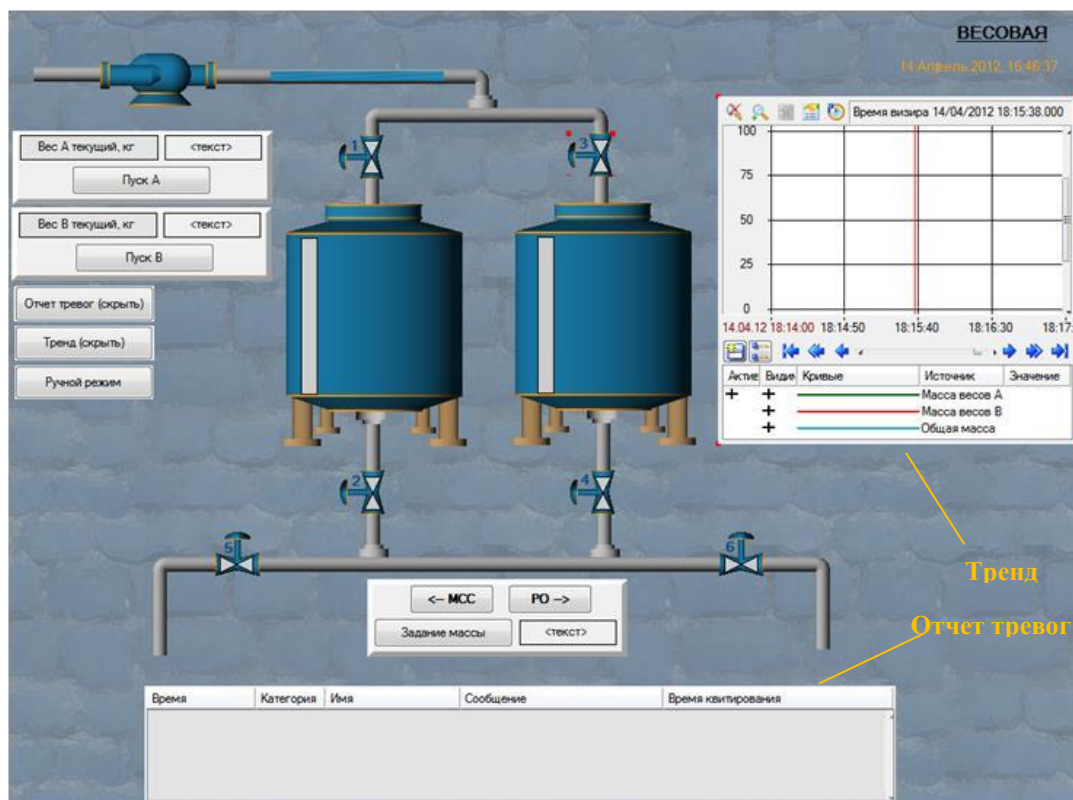 ВЕСОВАЯ
14 Апрель 2012, 16:46:37
Время визира 14/04/2012 18:15:38.000
1
3
Вес А текущий, кг <текст>
Пуск А
Вес В текущий, кг <текст>
Пуск В
Отчет тревог (скрыть)
Тренд (скрыть)
Ручной режим
100
75
50
25
0
14.04.12 18:14:00 18:14:50 18:15:40 18:16:30 18:17:
Актив Видим Кривые Источник Значение
Масса весов А
Масса весов В
Общая масса
2
4
5
6
Тренд
<-- МСС РО -->
Задание массы <текст>
Отчет тревог
Время Категория Имя Сообщение Время квитирования